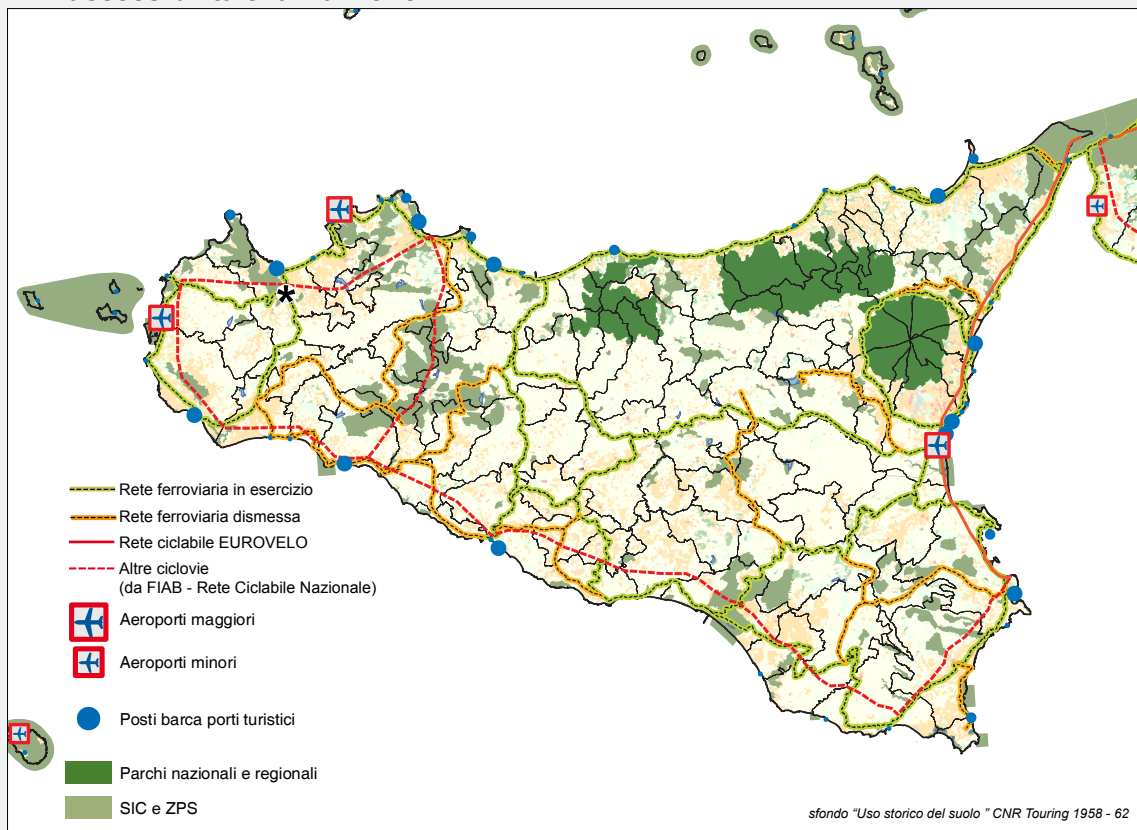 Rete ferroviaria in esercizio
Rete ferroviaria dismessa
Rete ciclabile EUROVELO
Altre ciclovie
(da FIAB - Rete Ciclabile Nazionale)
Aeroporti maggiori
Aeroporti minori
Posti barca porti turistici
Parchi nazionali e regionali
SIC e ZPS
sfondo "Uso storico del suolo " CNR Touring 1958 - 62